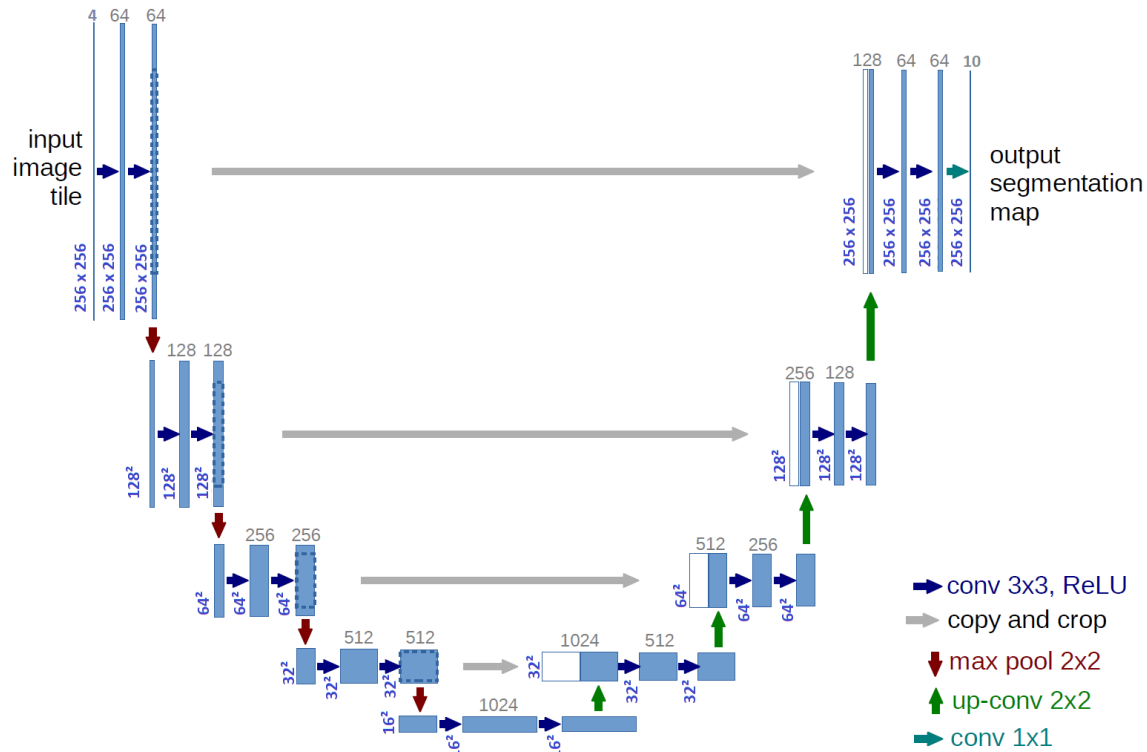 4 64 64
input
image
tile
256 x 256
256 x 256
256 x 256
128 64 64 10
output
segmentation
map
256 x 256
256 x 256
256 x 256
256 x 256
128 128
128²
128²
128²
256 128
128²
128²
128²
256 256
64²
64²
64²
512 256
64²
64²
64²
512 512
32²
32²
32²
1024 512
32²
32²
32²
1024
16²
16²
16²
conv 3x3, ReLU
copy and crop
max pool 2x2
up-conv 2x2
conv 1x1